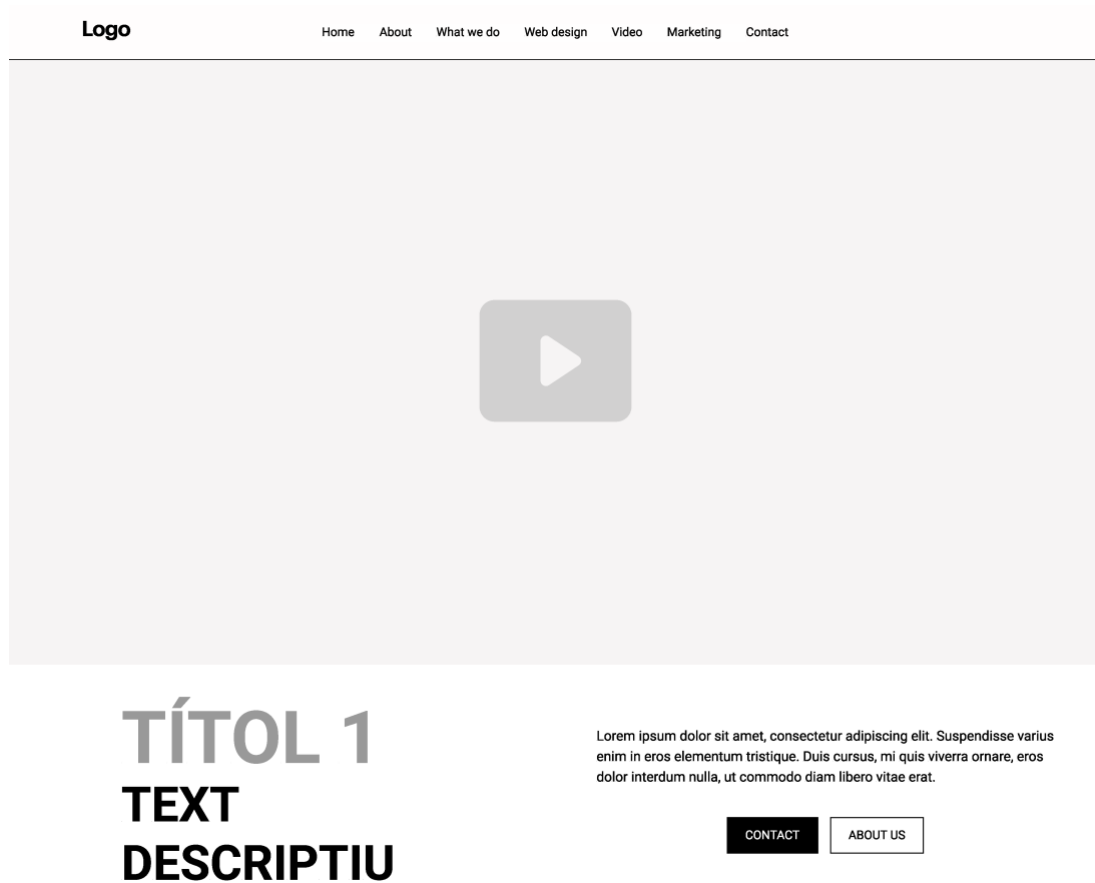 Logo
Home About What we do Web design Video Marketing Contact
TÍTOL 1
TEXT
DESCRIPTIU
Lorem ipsum dolor sit amet, consectetur adipiscing elit. Suspendisse varius
enim in eros elementum tristique. Duis cursus, mi quis viverra ornare, eros
dolor interdum nulla, ut commodo diam libero vitae erat.
CONTACT
ABOUT US